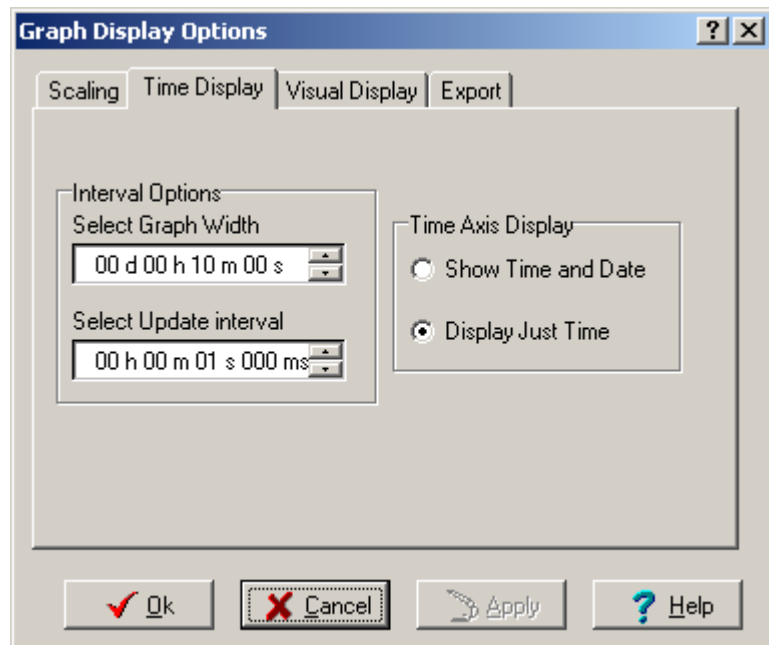 Graph Display Options
Scaling Time Display Visual Display Export
Interval Options
Select Graph Width
00 d 00 h 10 m 00 s
Select Update interval
00 h 00 m 01 s 000 ms
Time Axis Display
Show Time and Date
Display Just Time
Ok Cancel Apply Help